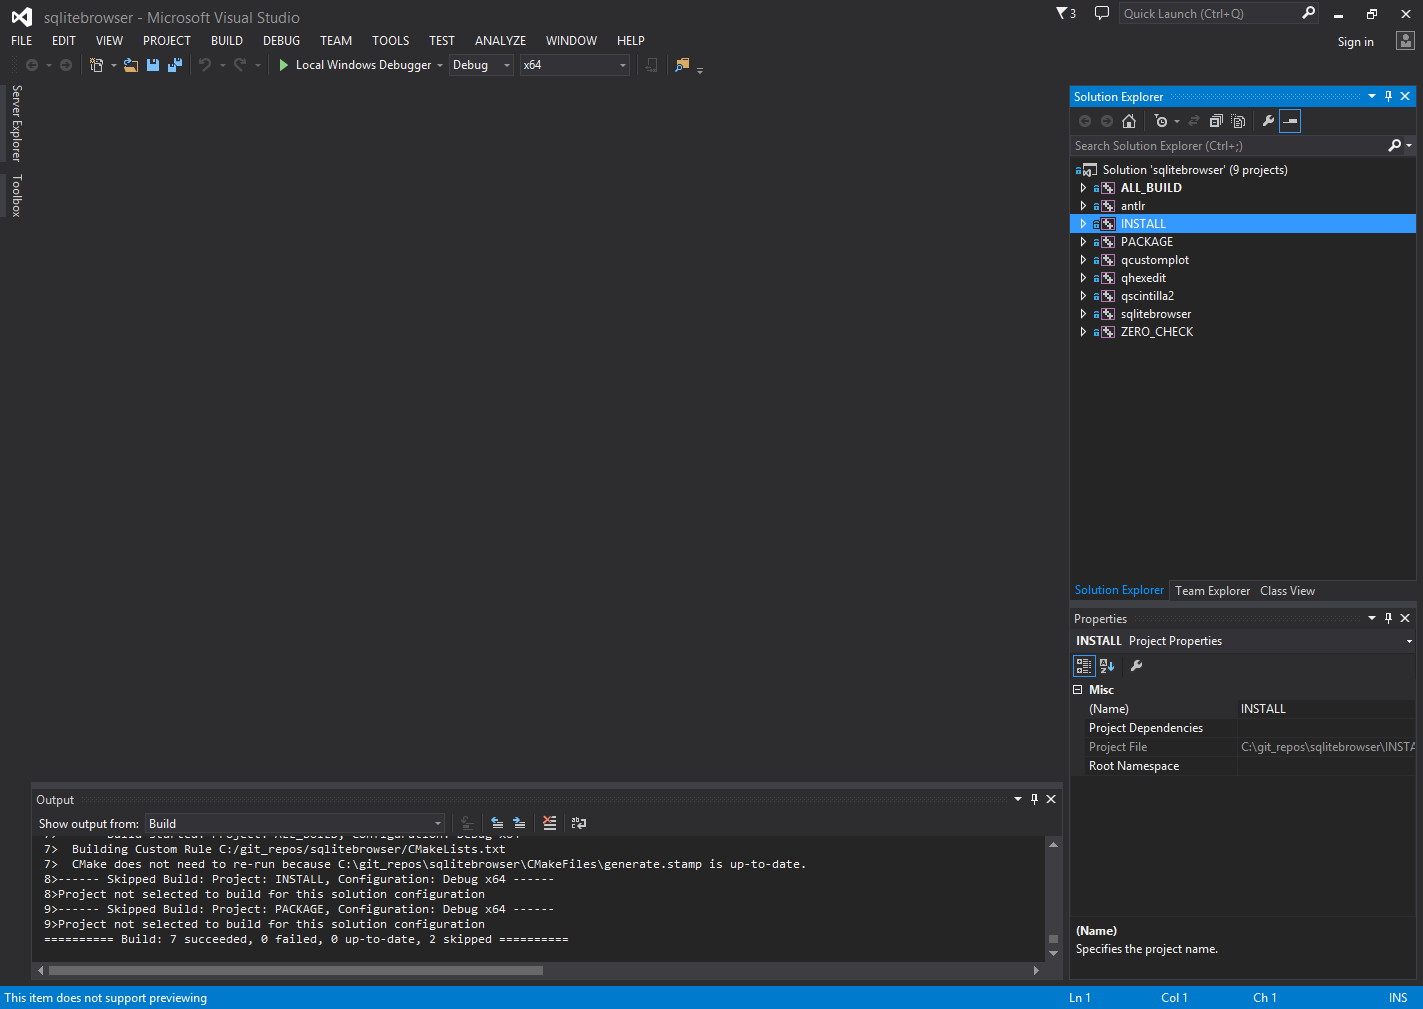 sqlitebrowser - Microsoft Visual Studio
3
Quick Launch (Ctrl+Q)
FILE EDIT VIEW PROJECT BUILD DEBUG TEAM TOOLS TEST ANALYZE WINDOW HELP
Sign in
Local Windows Debugger Debug x64
Server Explorer
Toolbox
Solution Explorer
Search Solution Explorer (Ctrl+;)
Solution 'sqlitebrowser' (9 projects)
ALL_BUILD
antlr
INSTALL
PACKAGE
qcustomplot
qhexedit
qscintilla2
sqlitebrowser
ZERO_CHECK
Solution Explorer Team Explorer Class View
Properties
INSTALL Project Properties
Misc
(Name) INSTALL
Project Dependencies
Project File C:\git_repos\sqlitebrowser\INSTA
Root Namespace
(Name)
Specifies the project name.
Output
Show output from: Build
7>------ Build started: Project: ALL_BUILD, Configuration: Debug x64
7>  Building Custom Rule C:/git_repos/sqlitebrowser/CMakeLists.txt
7>  CMake does not need to re-run because C:\git_repos\sqlitebrowser\CMakeFiles\generate.stamp is up-to-date.
8>------ Skipped Build: Project: INSTALL, Configuration: Debug x64 ------
8>Project not selected to build for this solution configuration
9>------ Skipped Build: Project: PACKAGE, Configuration: Debug x64 ------
9>Project not selected to build for this solution configuration
========== Build: 7 succeeded, 0 failed, 0 up-to-date, 2 skipped ==========
This item does not support previewing
Ln 1 Col 1 Ch 1 INS